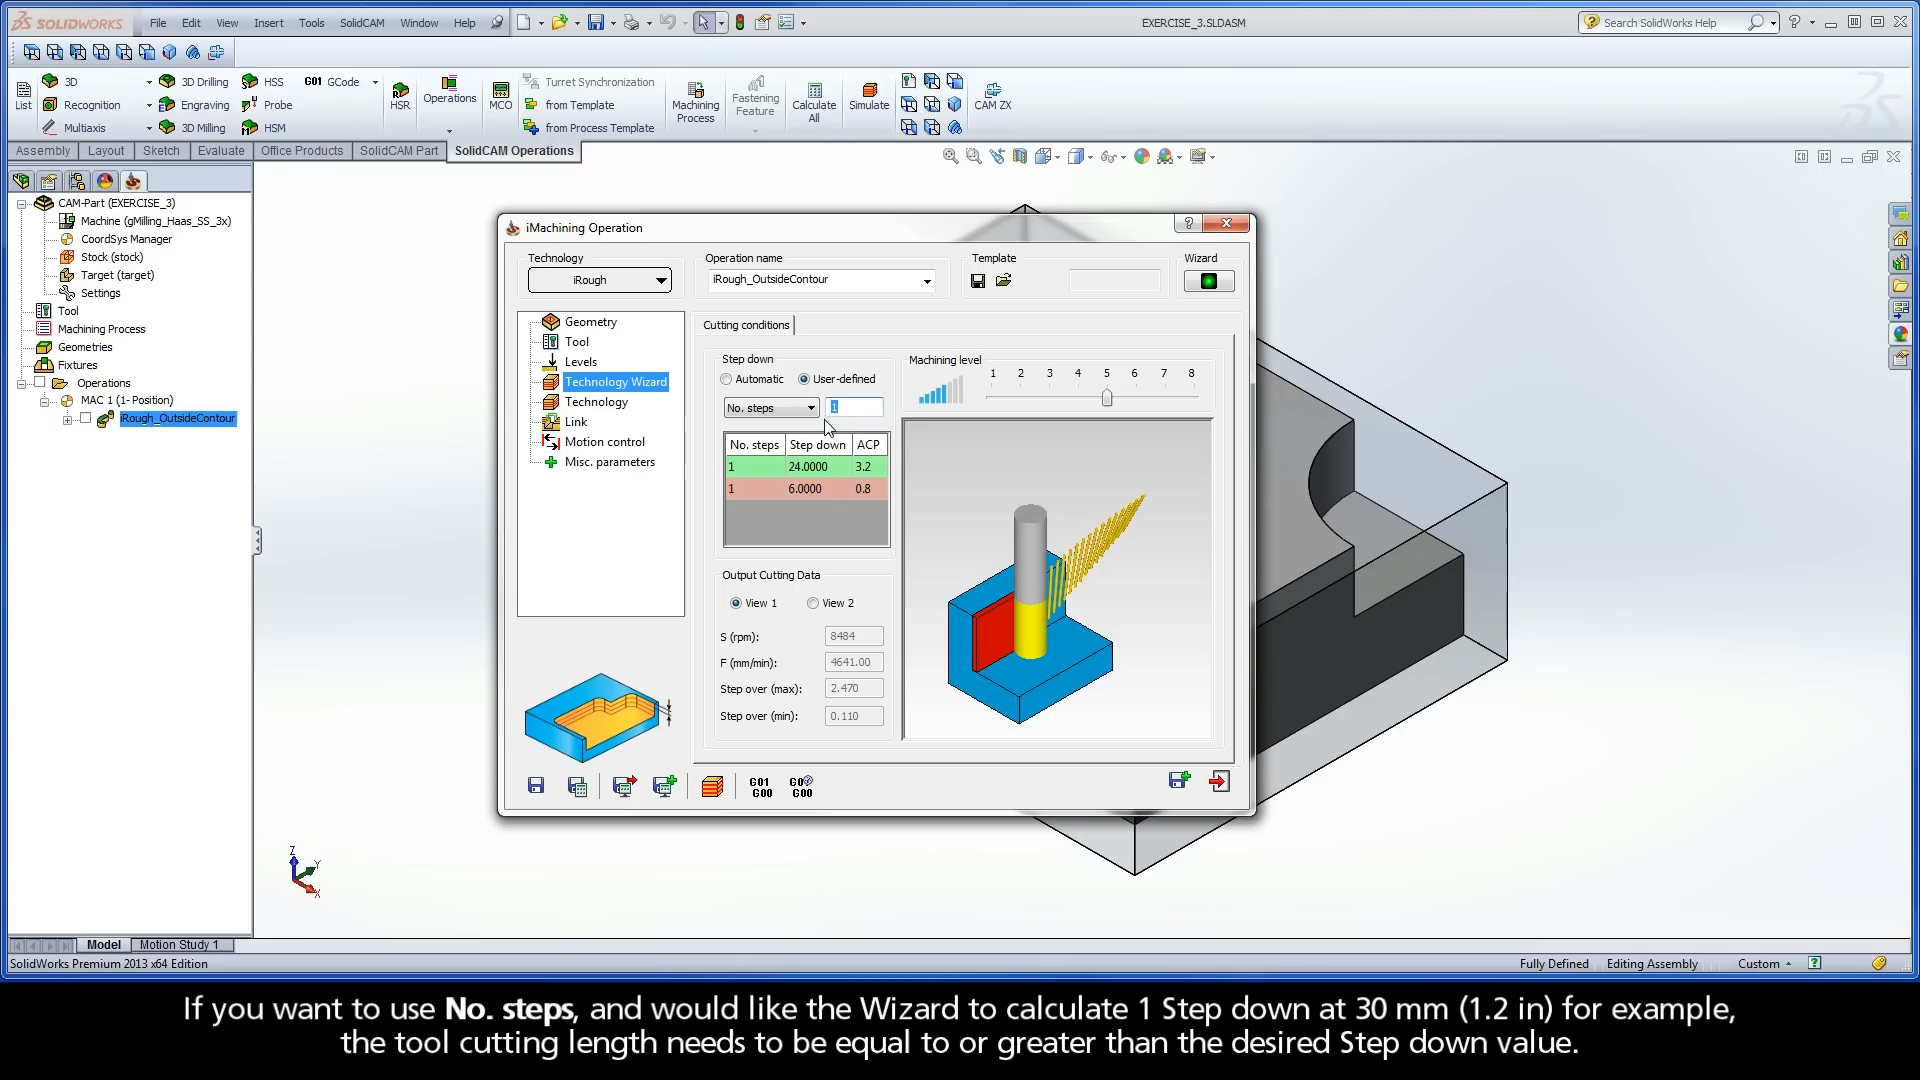 SOLIDWORKS File Edit View Insert Tools SolidCAM Window Help EXERCISE_3.SLDASM Search SolidWorks Help
3D 3D Drilling HSS G01 GCode Turret Synchronization
List Recognition Engraving Probe HSR Operations MCO from Template Machining Process Fastening Feature Calculate All Simulate CAM ZX
Multiaxis 3D Milling HSM from Process Template
Assembly Layout Sketch Evaluate Office Products SolidCAM Part SolidCAM Operations
CAM-Part (EXERCISE_3)
Machine (gMilling_Haas_SS_3x)
CoordSys Manager
Stock (stock)
Target (target)
Settings
Tool
Machining Process
Geometries
Fixtures
Operations
MAC 1 (1- Position)
iRough_OutsideContour
iMachining Operation
Technology Operation name Template Wizard
iRough iRough_OutsideContour
Geometry
Tool
Levels
Technology Wizard
Technology
Link
Motion control
Misc. parameters
Cutting conditions
Step down
Automatic User-defined
No. steps 1
No. steps Step down ACP
1 24.0000 3.2
1 6.0000 0.8
Machining level
1 2 3 4 5 6 7 8
Output Cutting Data
View 1 View 2
S (rpm): 8484
F (mm/min): 4641.00
Step over (max): 2.470
Step over (min): 0.110
G01 G00
G00
Z Y X
Model Motion Study 1
SolidWorks Premium 2013 x64 Edition Fully Defined Editing Assembly Custom
If you want to use No. steps, and would like the Wizard to calculate 1 Step down at 30 mm (1.2 in) for example,
the tool cutting length needs to be equal to or greater than the desired Step down value.